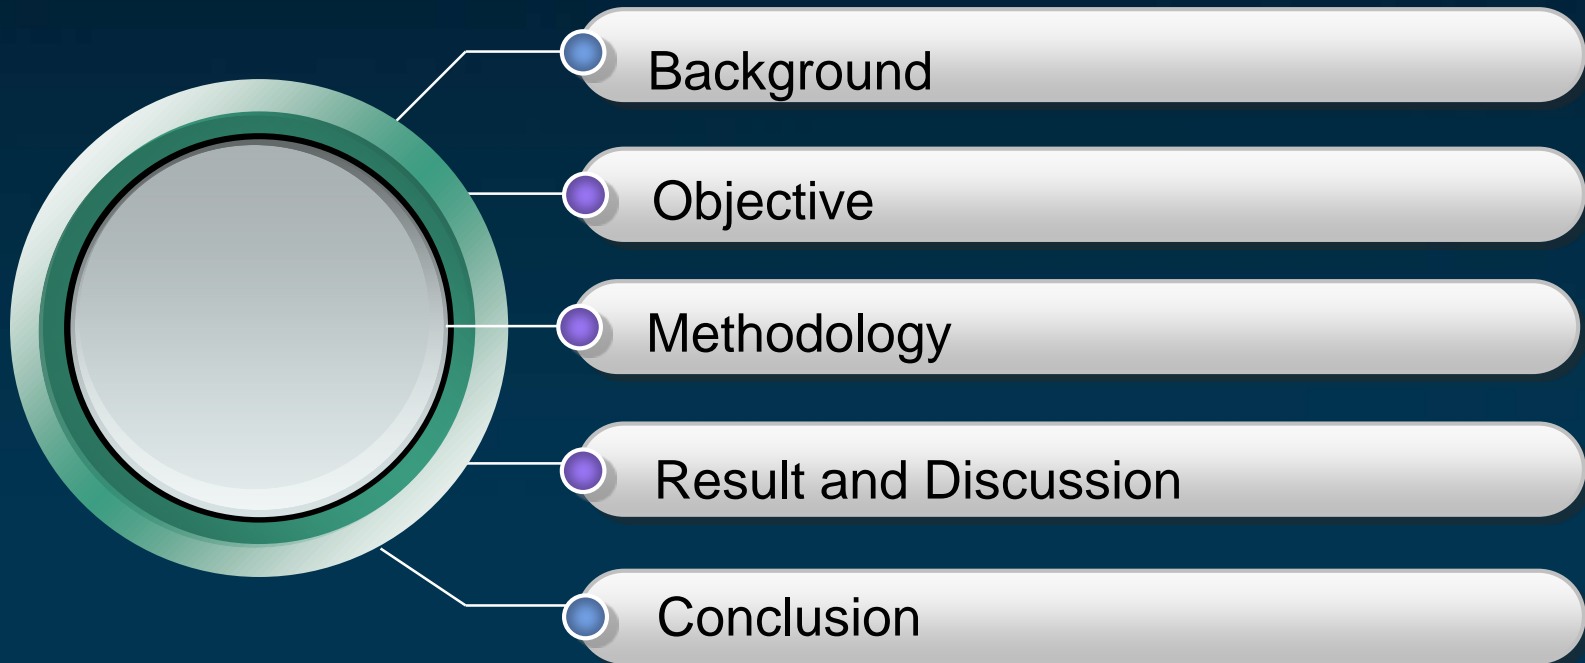 Background
Objective
Methodology
Result and Discussion
Conclusion